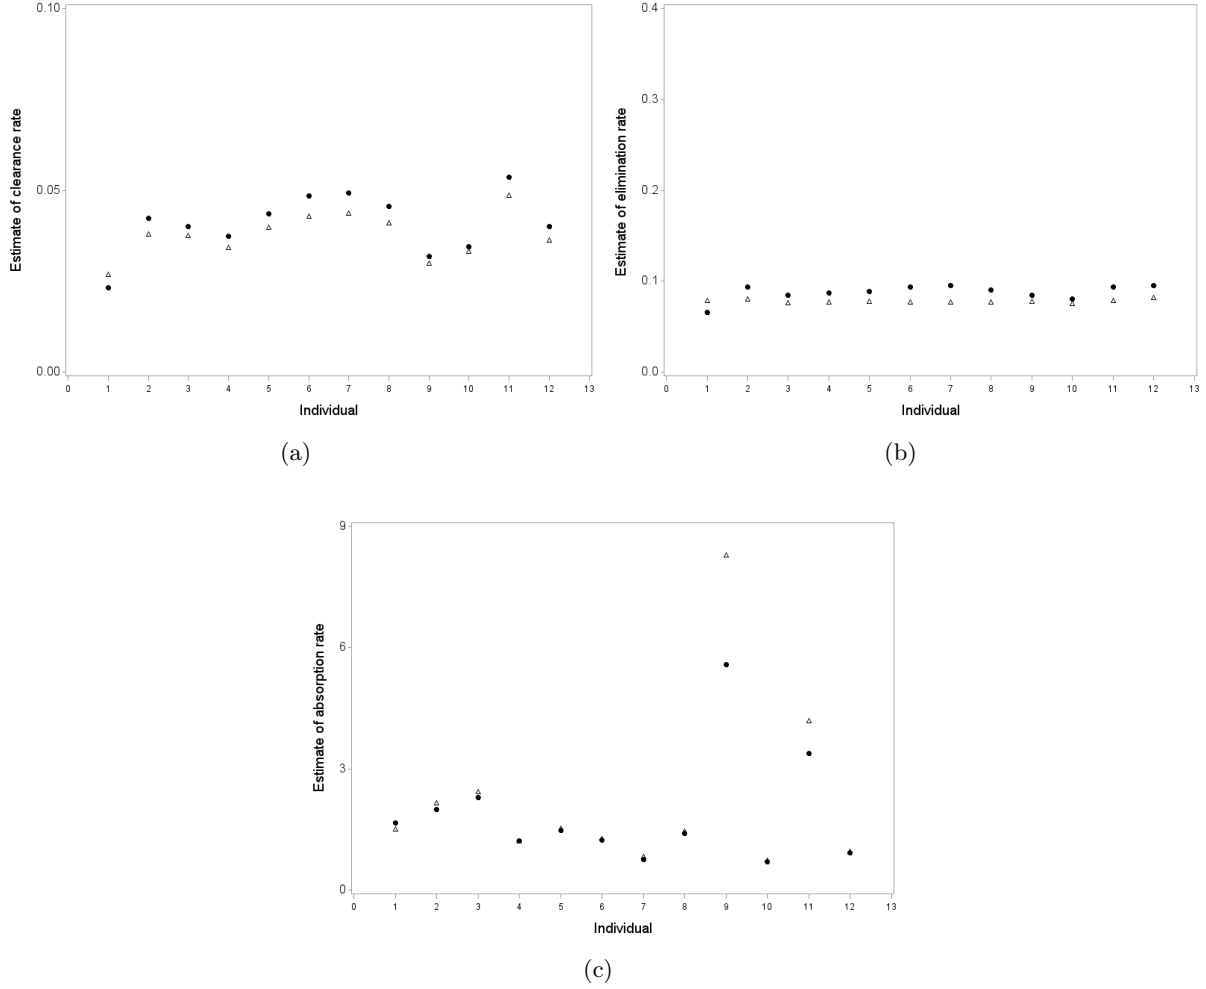 0.10
0.05
0.00
Estimate of clearance rate
0 1 2 3 4 5 6 7 8 9 10 11 12 13
Individual
(a)
0.4
0.3
0.2
0.1
0.0
Estimate of elimination rate
0 1 2 3 4 5 6 7 8 9 10 11 12 13
Individual
(b)
9
6
3
0
Estimate of absorption rate
0 1 2 3 4 5 6 7 8 9 10 11 12 13
Individual
(c)